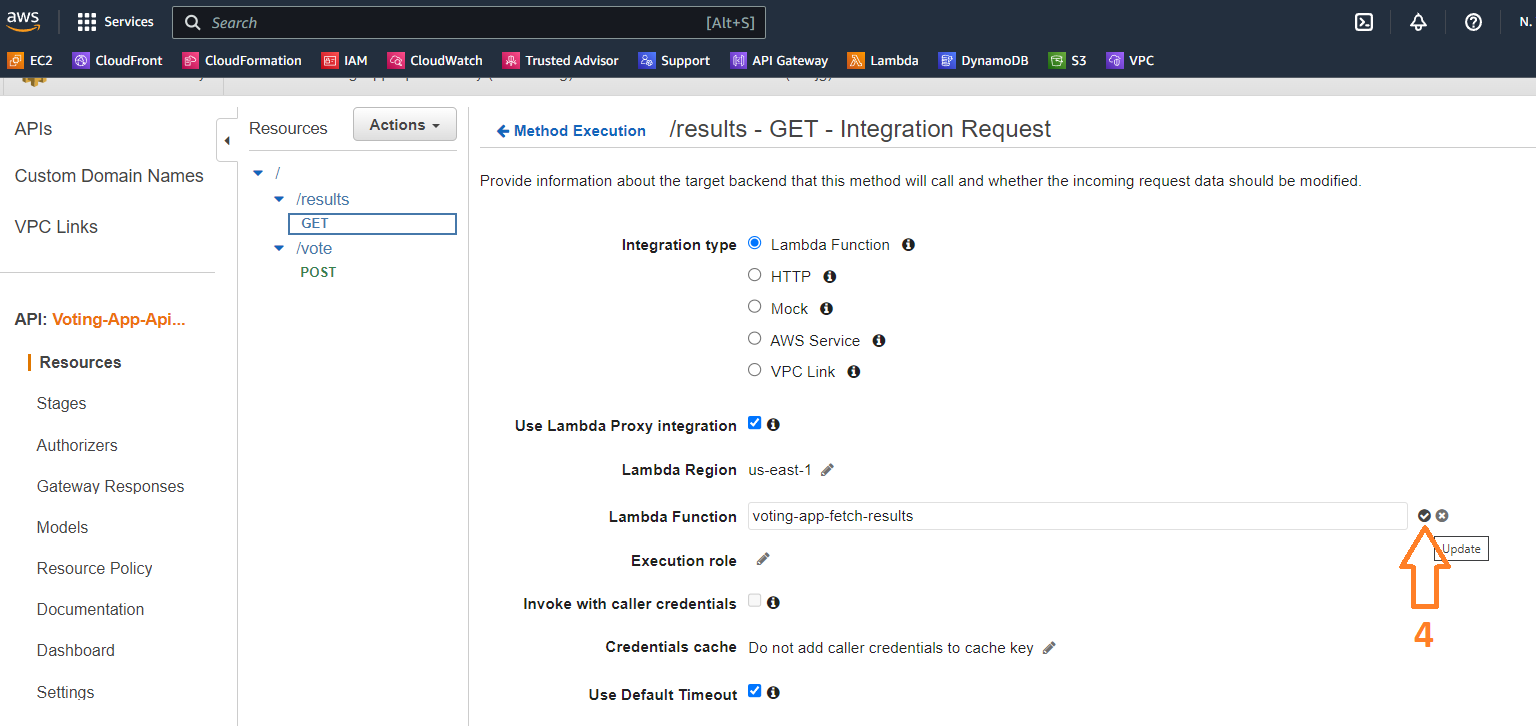 aws
Services
Search
[Alt+S]
N.
EC2
CloudFront
CloudFormation
IAM
CloudWatch
Trusted Advisor
Support
API Gateway
Lambda
DynamoDB
S3
VPC
APIs
Custom Domain Names
VPC Links
API: Voting-App-Api...
Resources
Stages
Authorizers
Gateway Responses
Models
Resource Policy
Documentation
Dashboard
Settings
Resources
Actions
/
/results
GET
/vote
POST
Method Execution
/results - GET - Integration Request
Provide information about the target backend that this method will call and whether the incoming request data should be modified.
Integration type
Lambda Function
HTTP
Mock
AWS Service
VPC Link
Use Lambda Proxy integration
Lambda Region us-east-1
Lambda Function voting-app-fetch-results
Update
4
Execution role
Invoke with caller credentials
Credentials cache Do not add caller credentials to cache key
Use Default Timeout